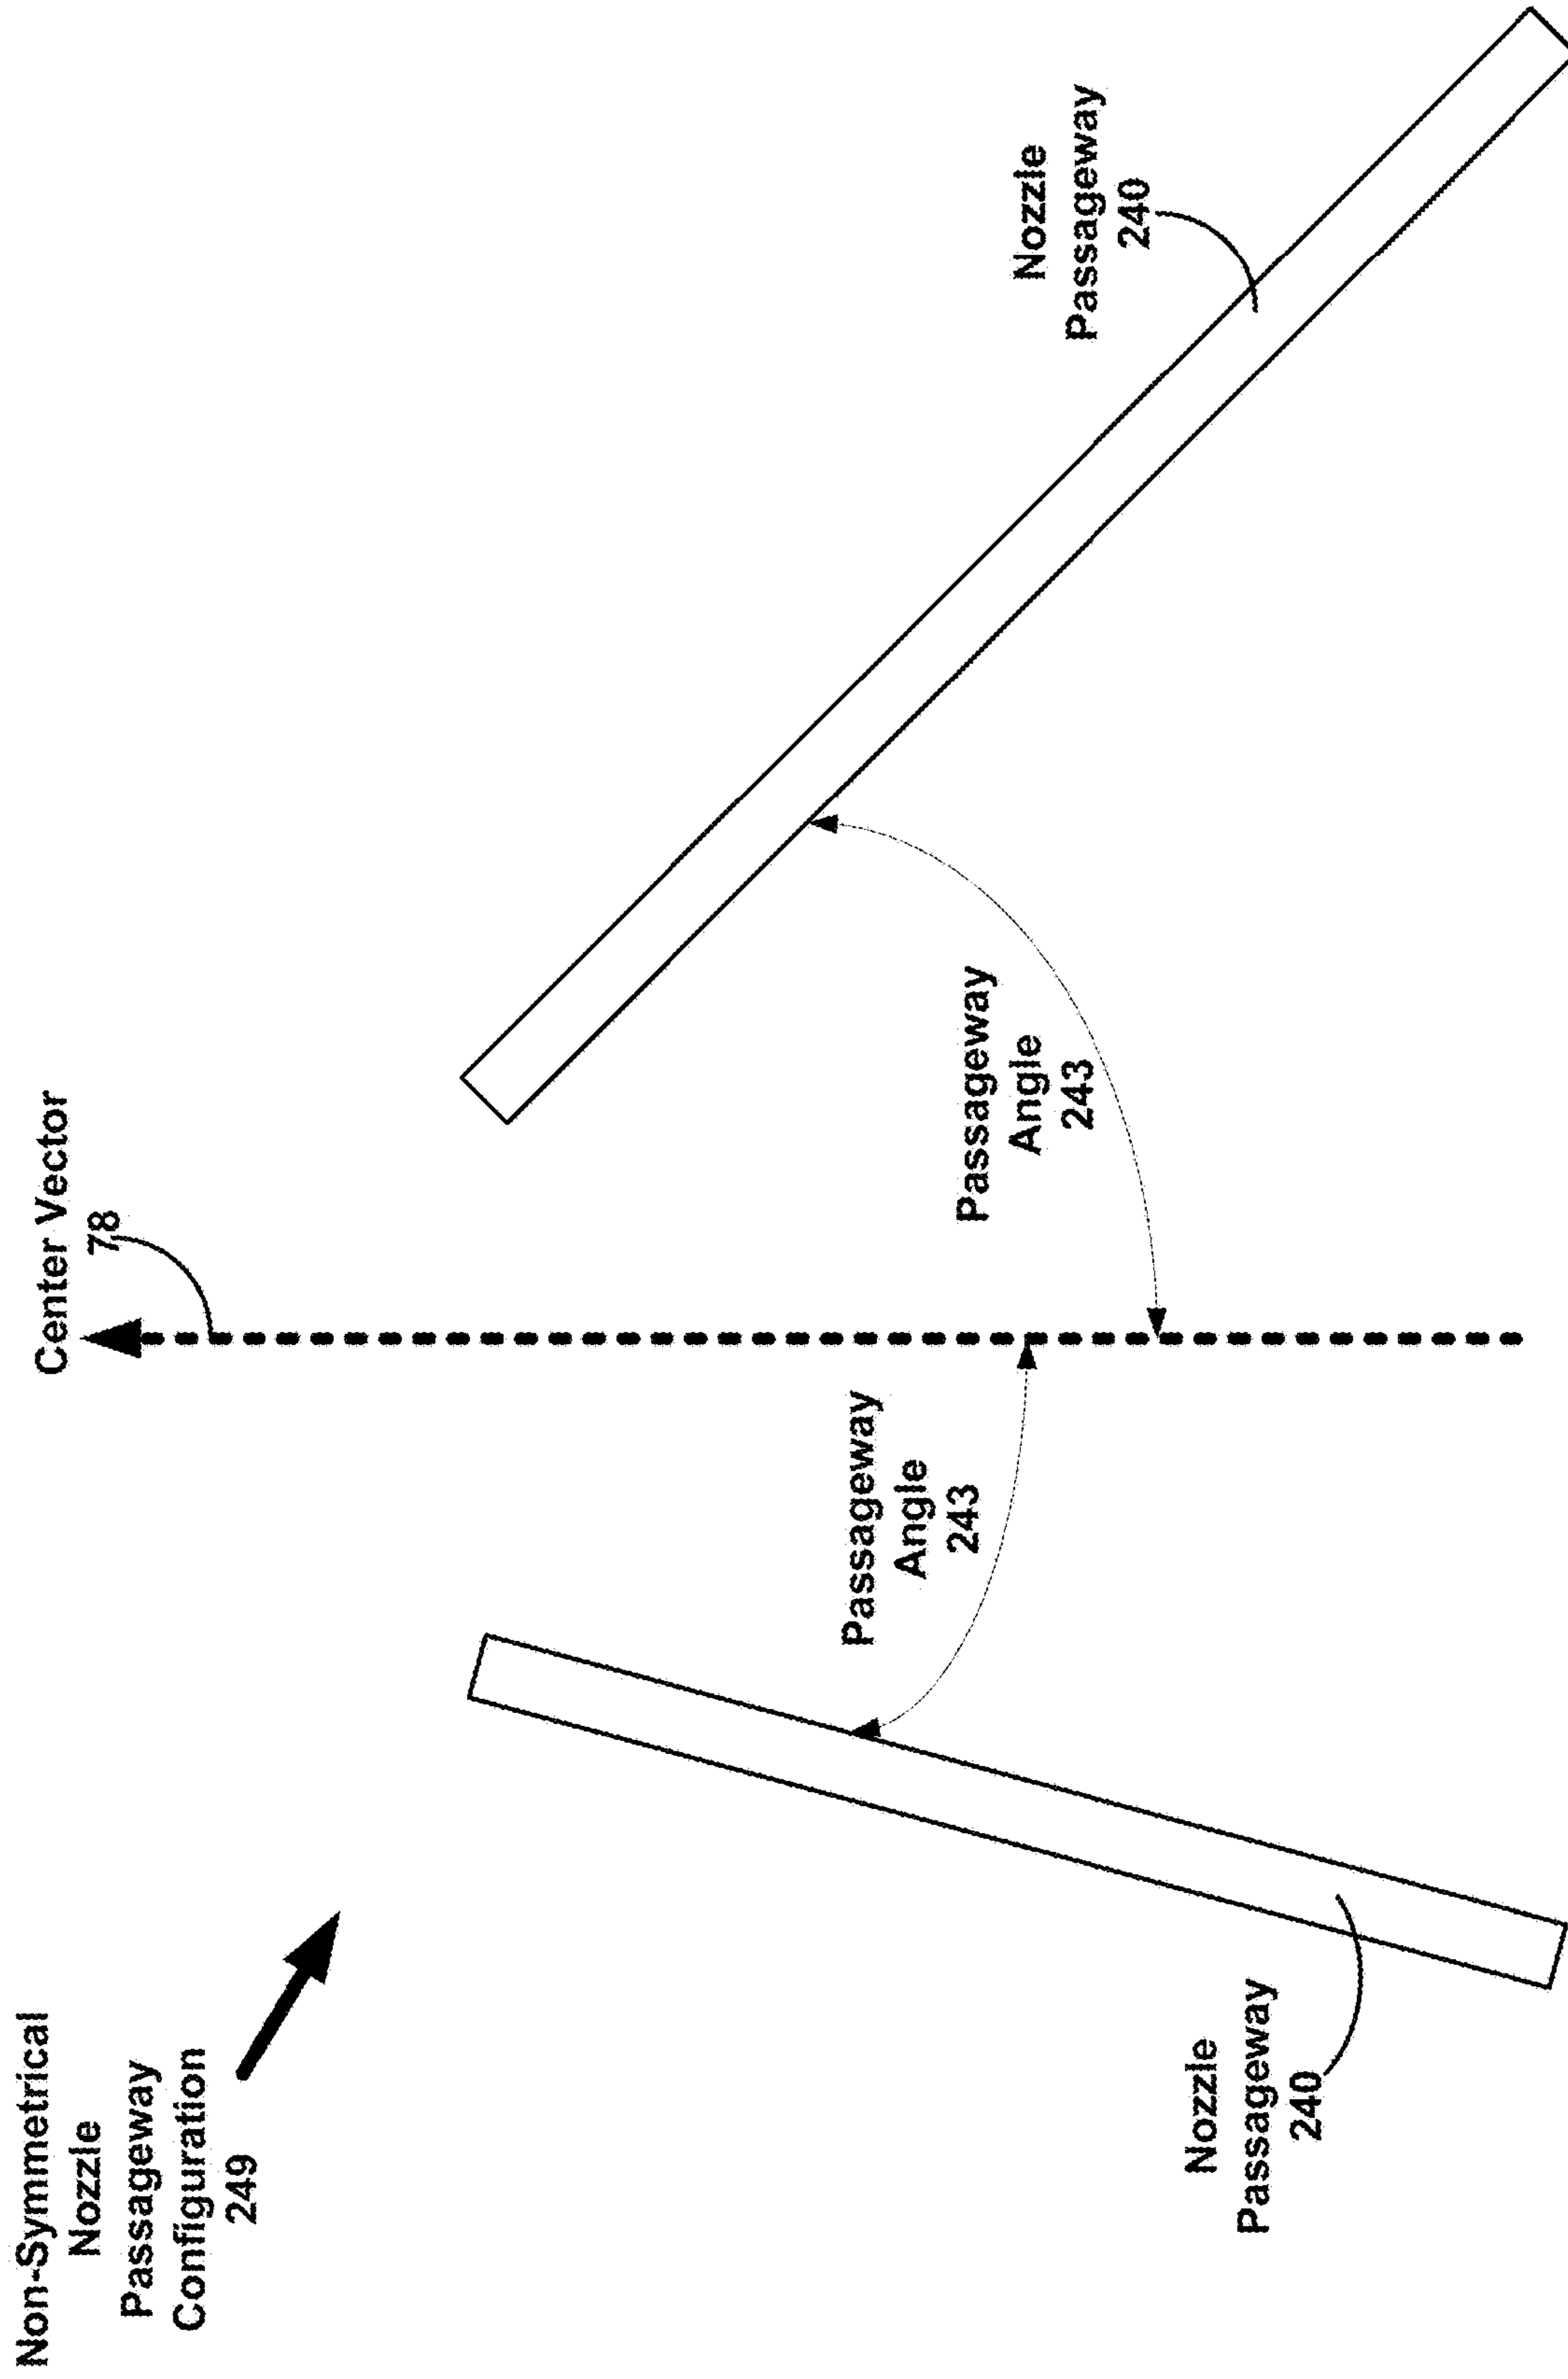 Non-Symmetrical
Nozzle
Passageway
Configuration
249
Center Vector
78
Passageway
Angle
243
Passageway
Angle
243
Nozzle
Passageway
240
Nozzle
Passageway
240